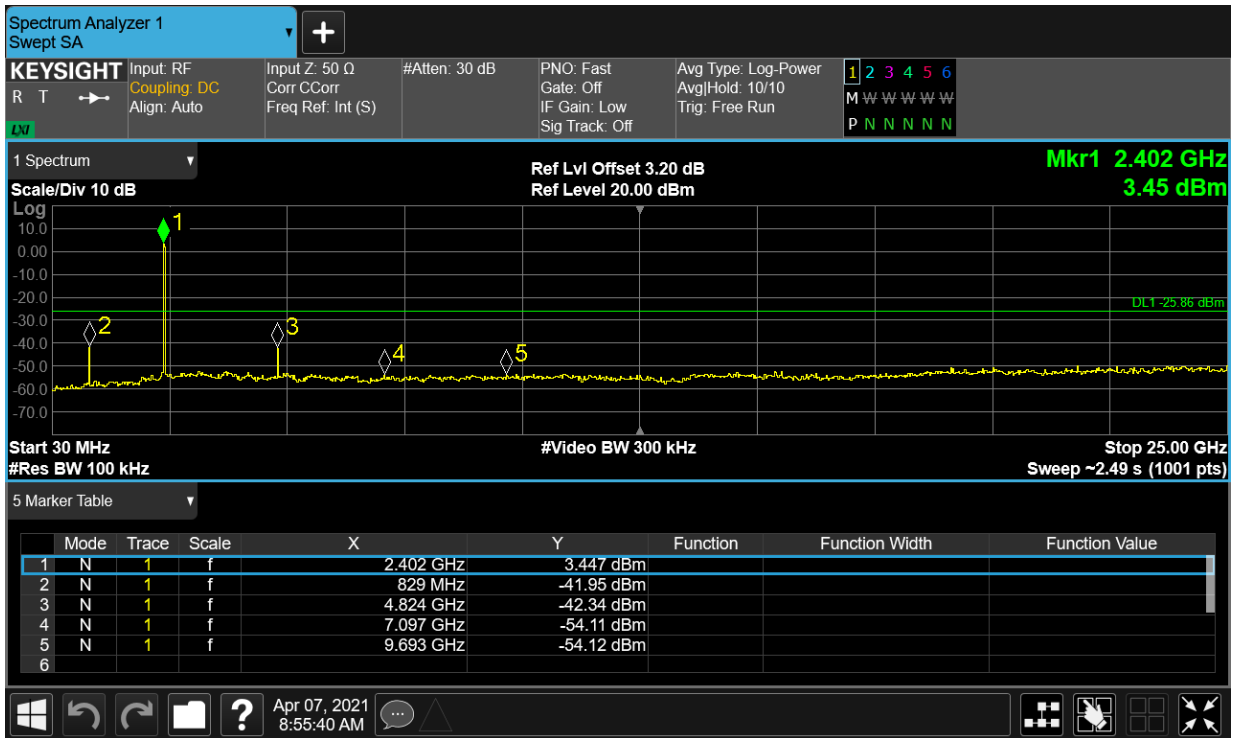 Spectrum Analyzer 1
Swept SA
KEYSIGHT
R T
LXI
Input: RF
Coupling: DC
Align: Auto
Input Z: 50 Ω
Corr CCorr
Freq Ref: Int (S)
#Atten: 30 dB
PNO: Fast
Gate: Off
IF Gain: Low
Sig Track: Off
Avg Type: Log-Power
Avg|Hold: 10/10
Trig: Free Run
1 2 3 4 5 6
M W W W W W
P N N N N N
1 Spectrum
Scale/Div 10 dB
Ref Lvl Offset 3.20 dB
Ref Level 20.00 dBm
Mkr1 2.402 GHz
3.45 dBm
Log
10.0
0.00
-10.0
-20.0
-30.0
-40.0
-50.0
-60.0
-70.0
1
DL1 -25.86 dBm
2
3
4
5
Start 30 MHz
#Res BW 100 kHz
#Video BW 300 kHz
Stop 25.00 GHz
Sweep ~2.49 s (1001 pts)
5 Marker Table
Mode Trace Scale X Y Function Function Width Function Value
1 N 1 f 2.402 GHz 3.447 dBm
2 N 1 f 829 MHz -41.95 dBm
3 N 1 f 4.824 GHz -42.34 dBm
4 N 1 f 7.097 GHz -54.11 dBm
5 N 1 f 9.693 GHz -54.12 dBm
6
?
Apr 07, 2021
8:55:40 AM